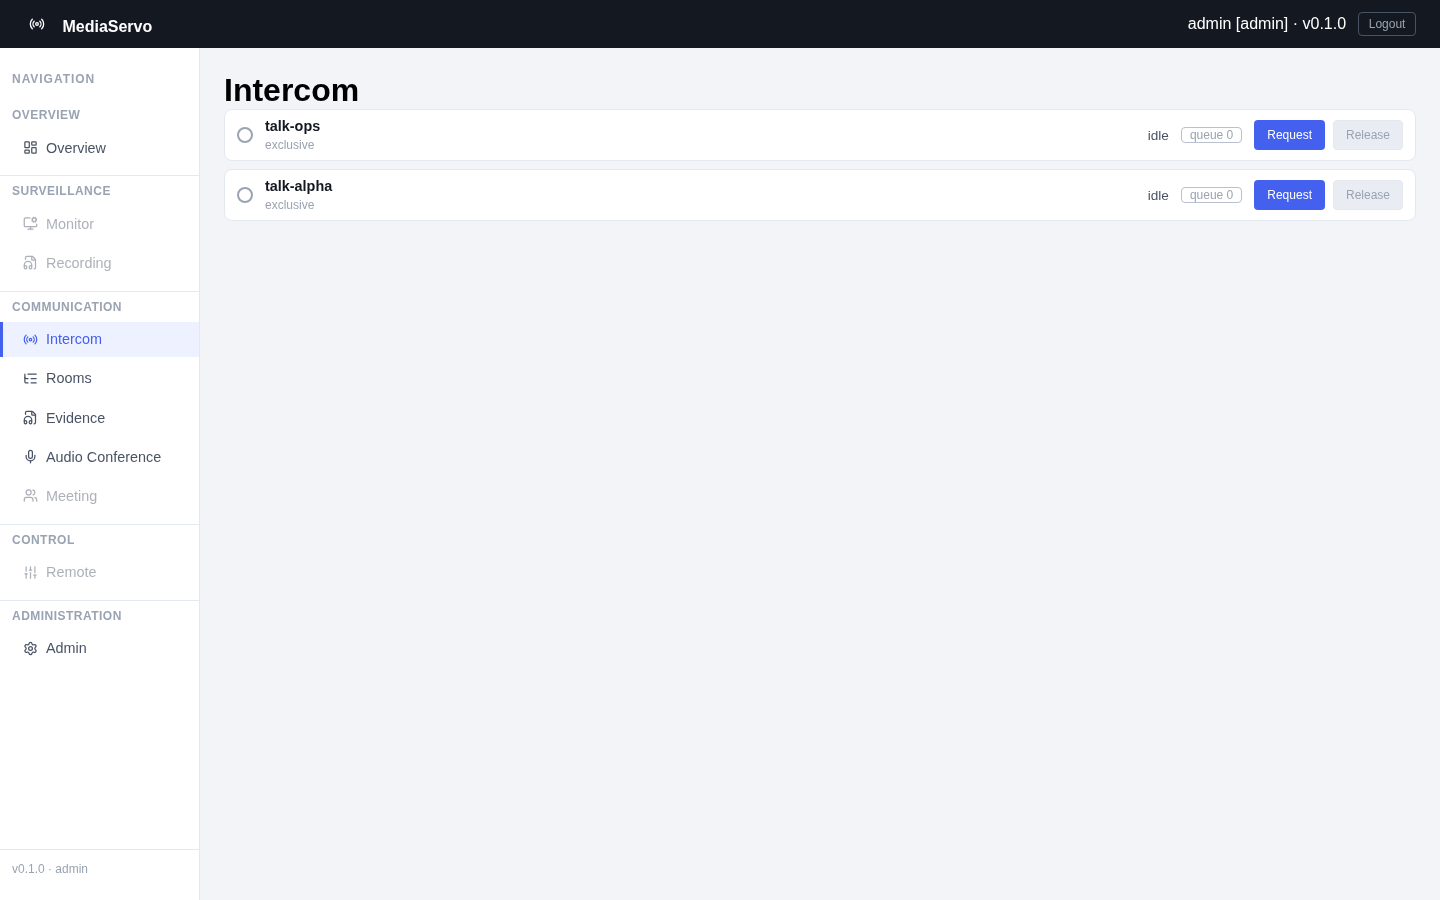 MediaServo
admin [admin] · v0.1.0
Logout
NAVIGATION
OVERVIEW
Overview
SURVEILLANCE
Monitor
Recording
COMMUNICATION
Intercom
Rooms
Evidence
Audio Conference
Meeting
CONTROL
Remote
ADMINISTRATION
Admin
v0.1.0 · admin
Intercom
talk-ops
exclusive
idle
queue 0
Request
Release
talk-alpha
exclusive
idle
queue 0
Request
Release